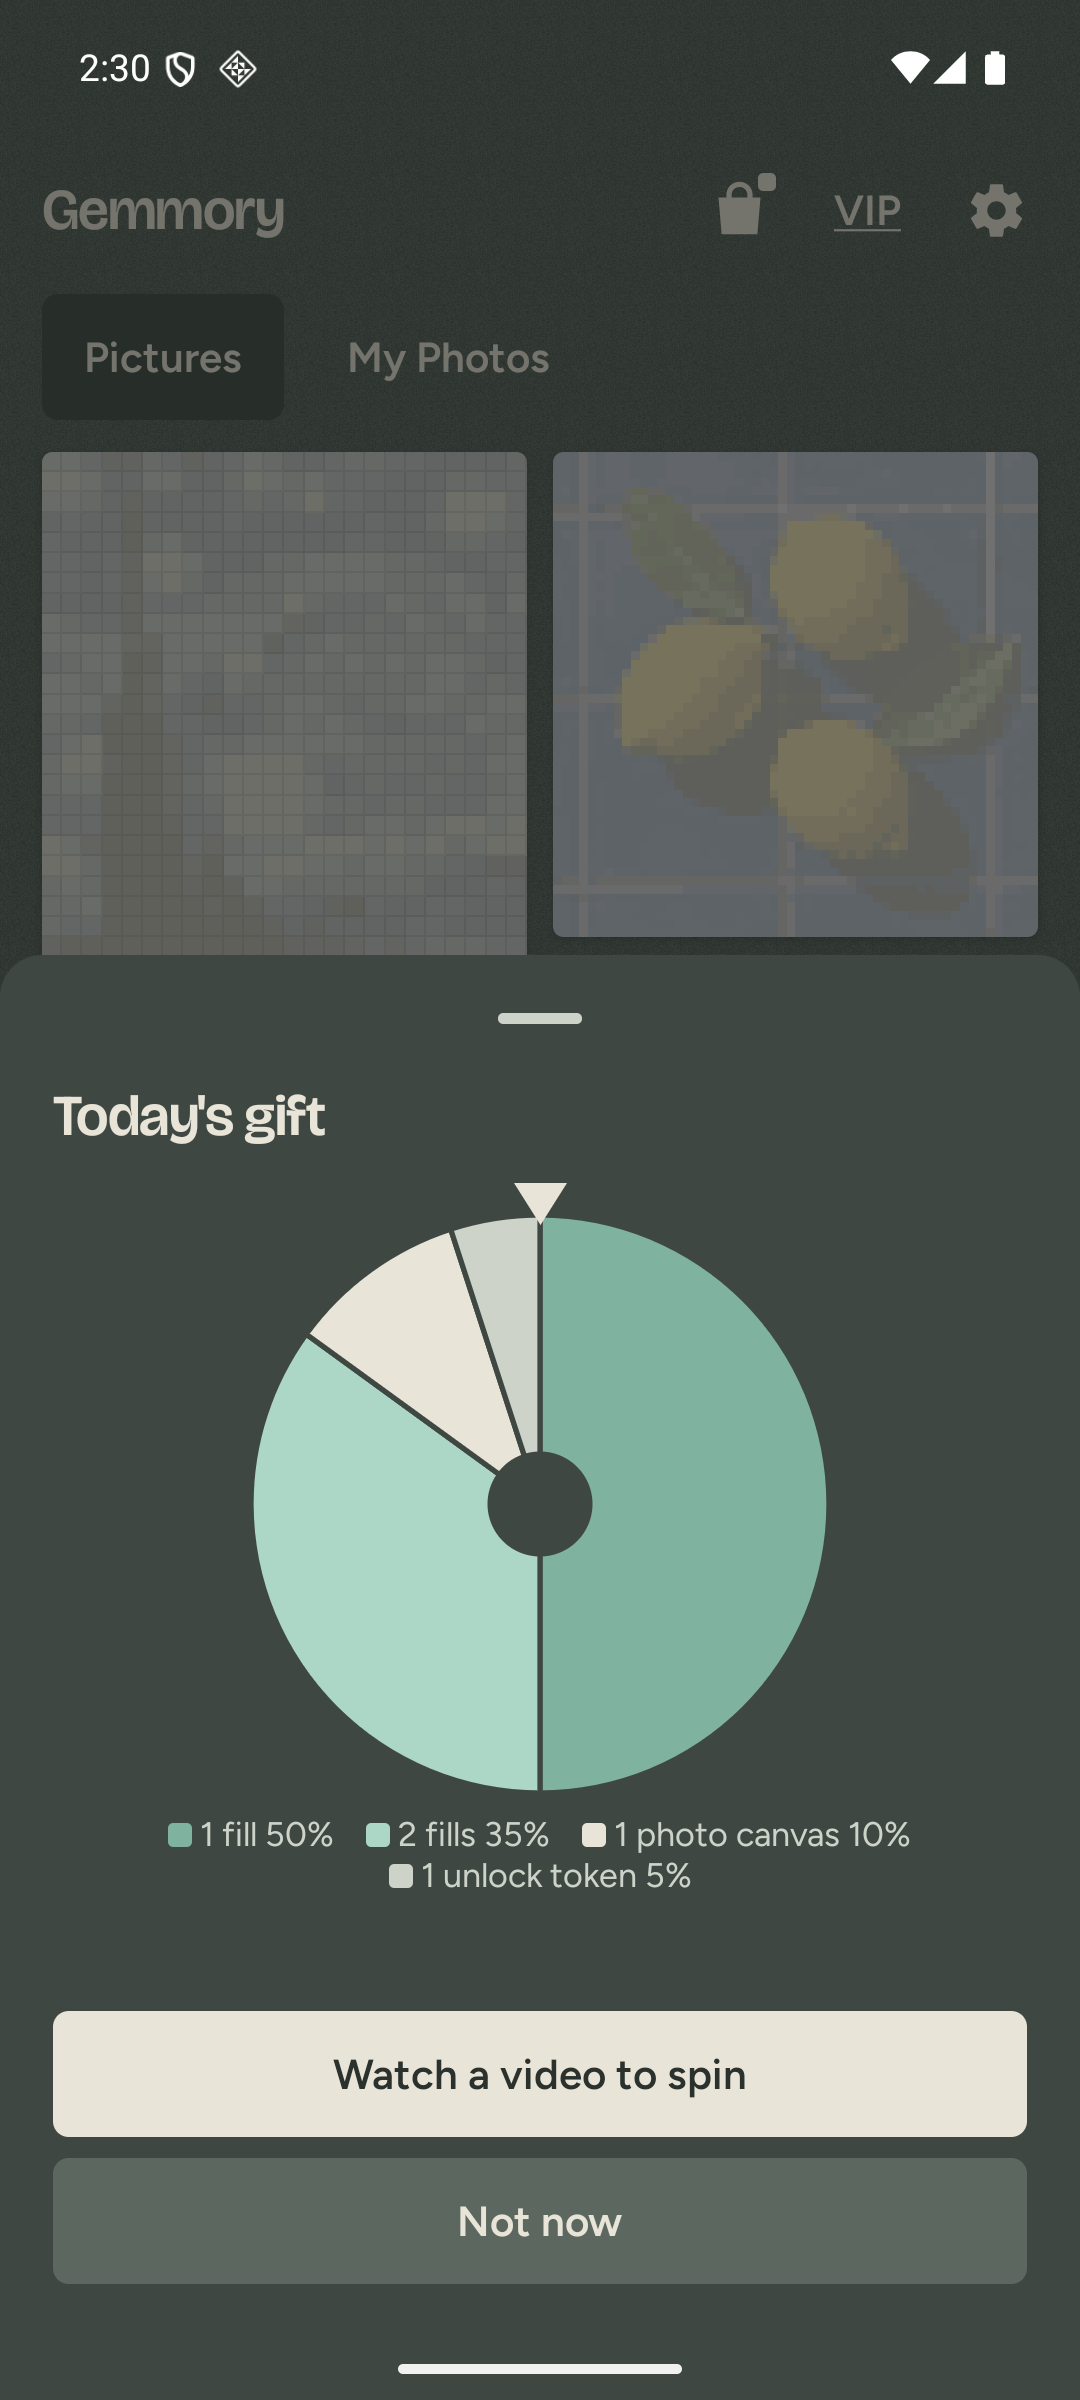 2:30
Gemmory
VIP
Pictures
My Photos
Today's gift
1 fill 50% 2 fills 35% 1 photo canvas 10%
1 unlock token 5%
Watch a video to spin
Not now